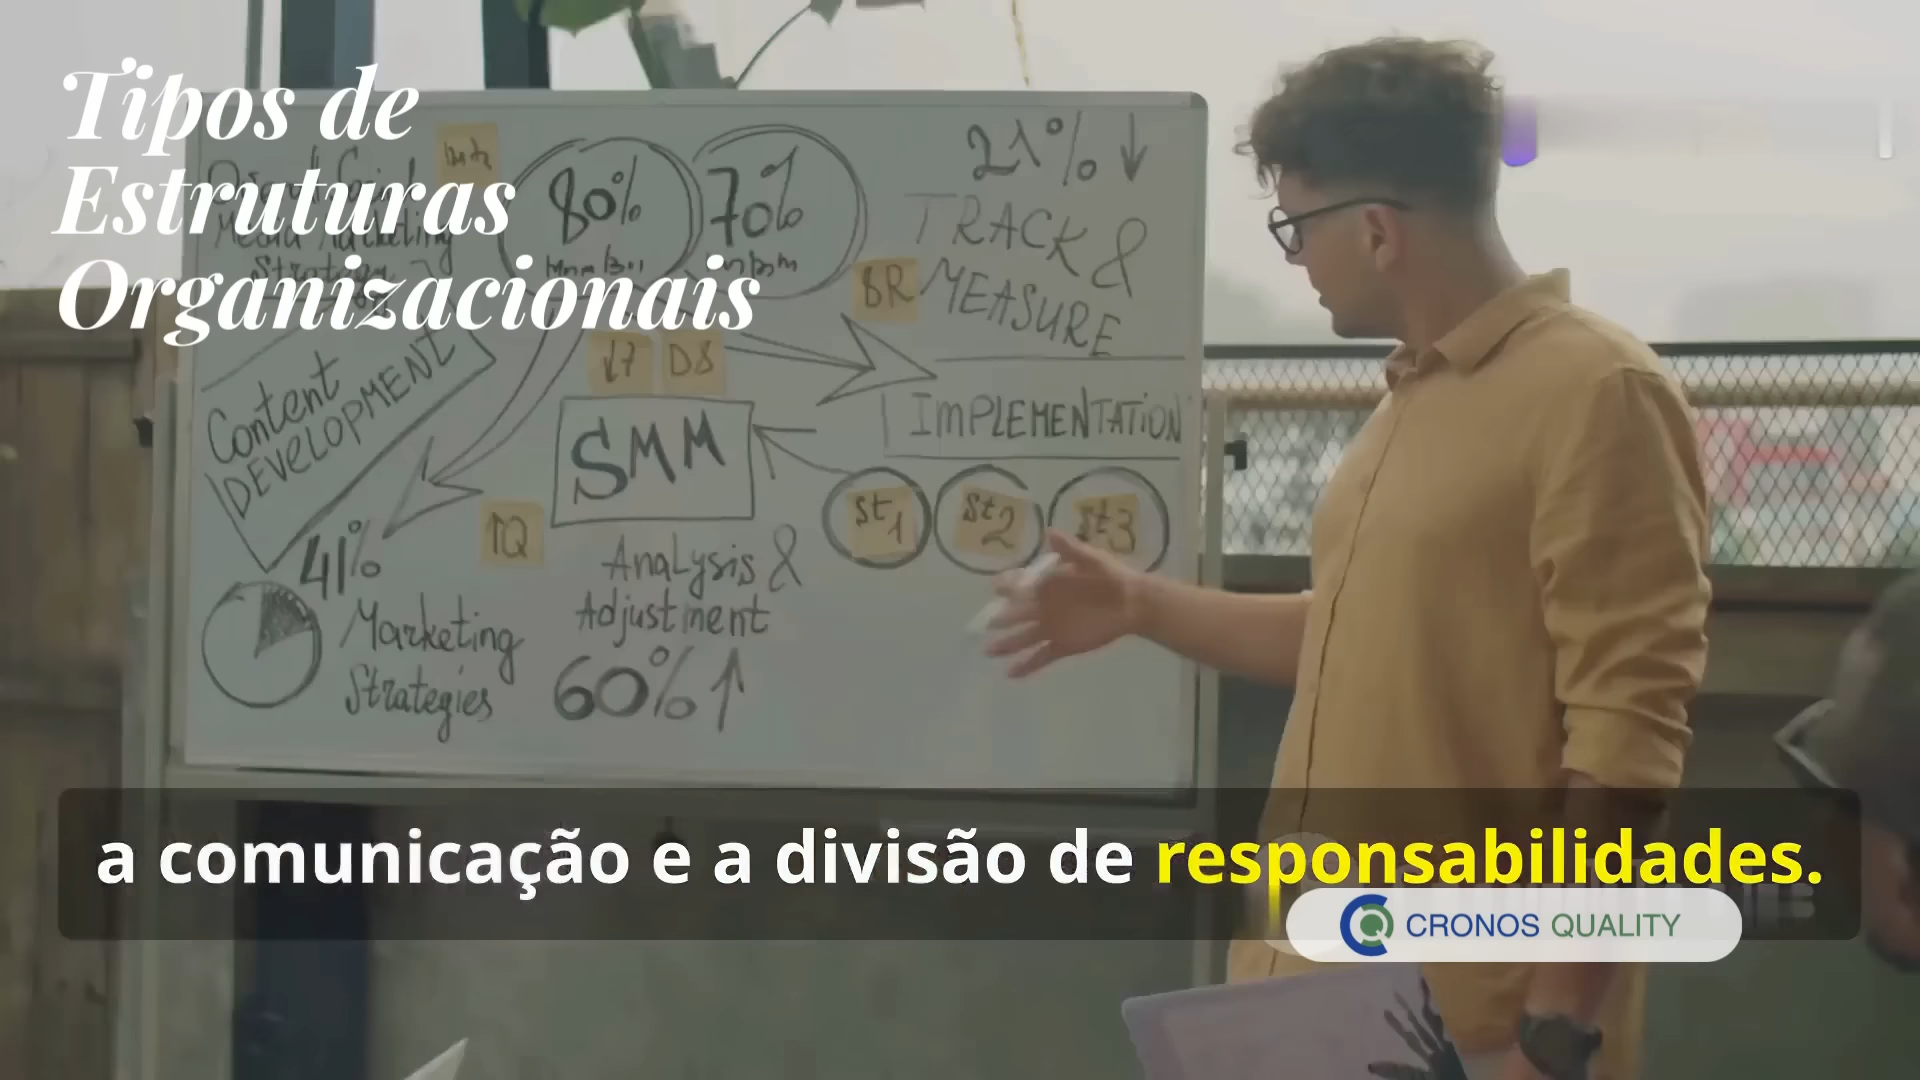 Tipos de
Estruturas
Organizacionais
80%
70%
21% ↓
TRACK &
MEASURE
BR
Content
DEVELOPMENT
D8
SMM
IMPLEMENTATION
St1
St2
St3
↑Q
41%
Analysis &
Adjustment
60% ↑
Marketing
Strategies
a comunicação e a divisão de responsabilidades.
CRONOS QUALITY